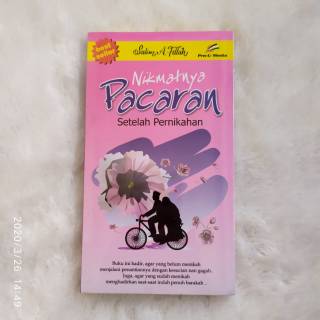 best
seller
Salim A. Fillah
Pro-U Media
Nikmatnya
Pacaran
Setelah Pernikahan
Buku ini hadir, agar yang belum menikah
menjalani penantiannya dengan kesucian nan gagah.
Juga, agar yang sudah menikah
menghadirkan saat-saat indah penuh barakah ..
2020/3/26 14:49